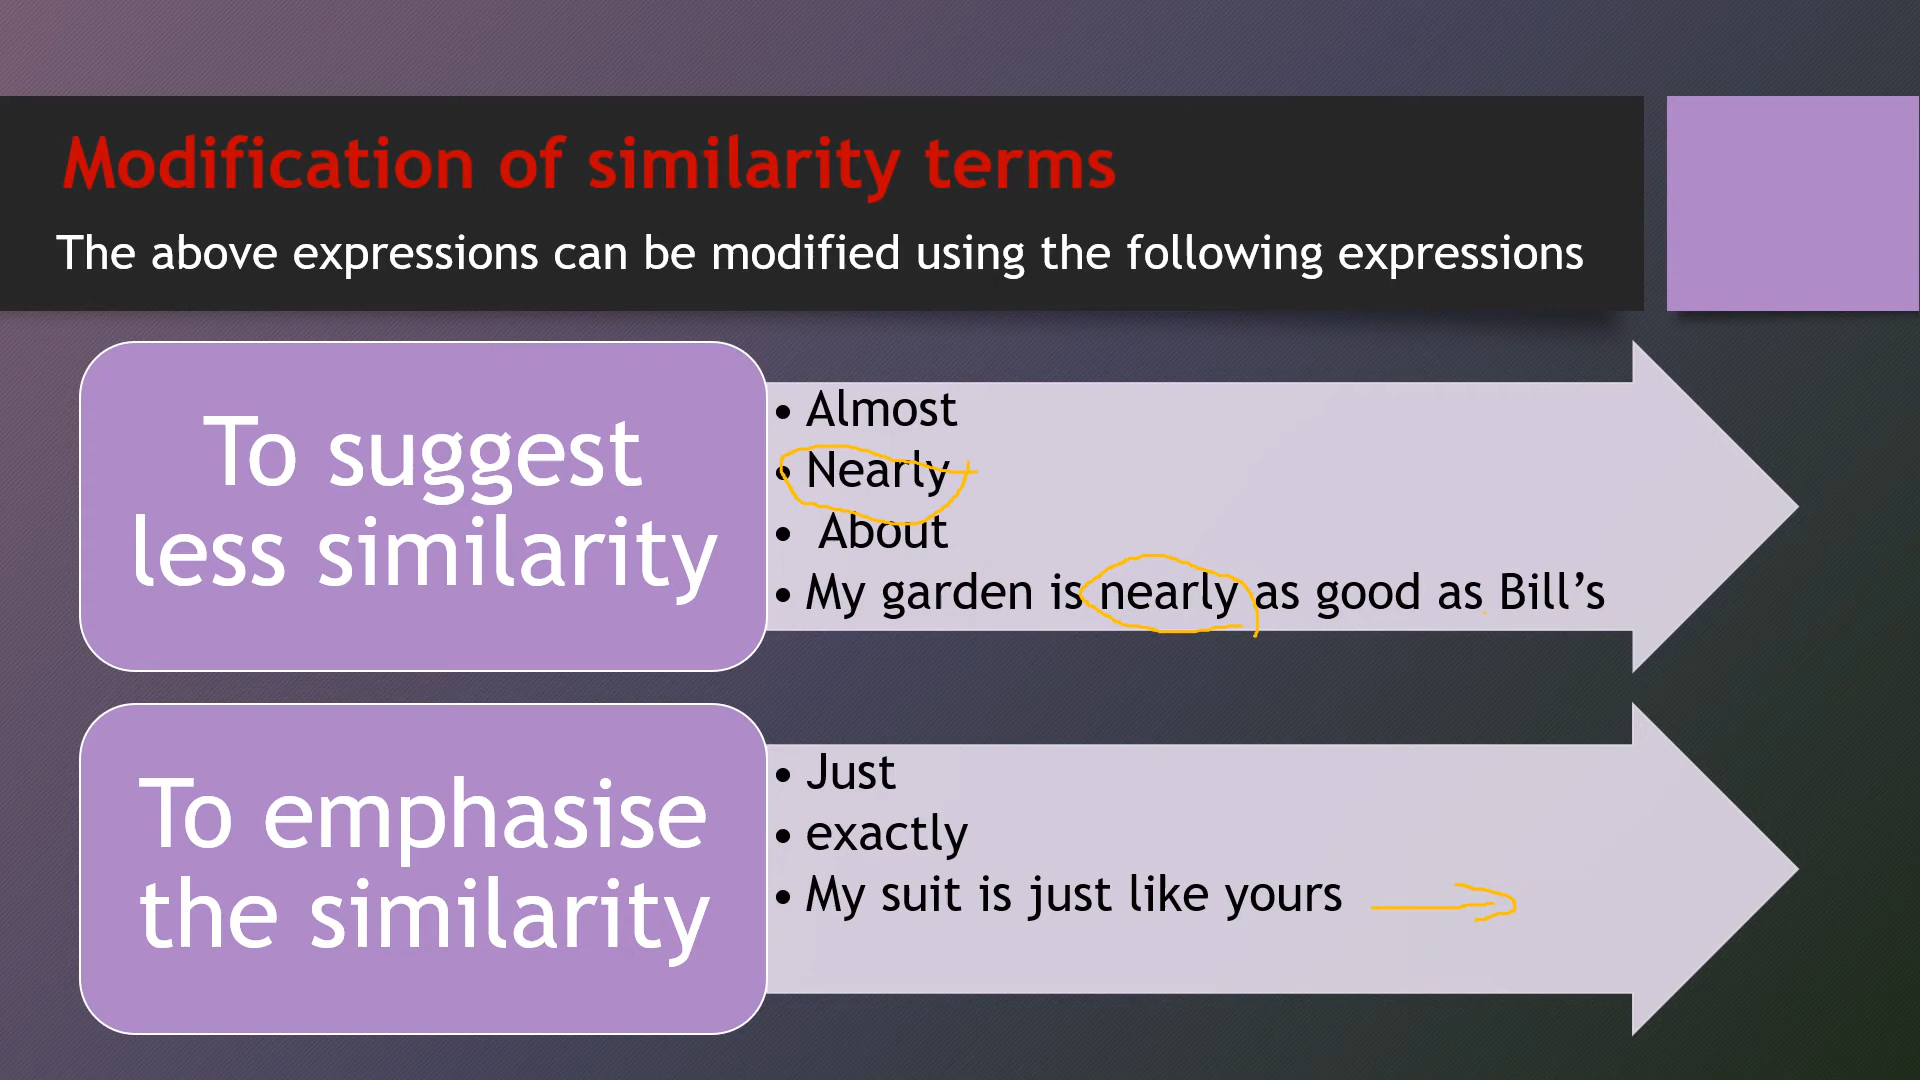 Modification of similarity terms
The above expressions can be modified using the following expressions
To suggest
less similarity
• Almost
• Nearly
• About
• My garden is nearly as good as Bill’s
To emphasise
the similarity
• Just
• exactly
• My suit is just like yours